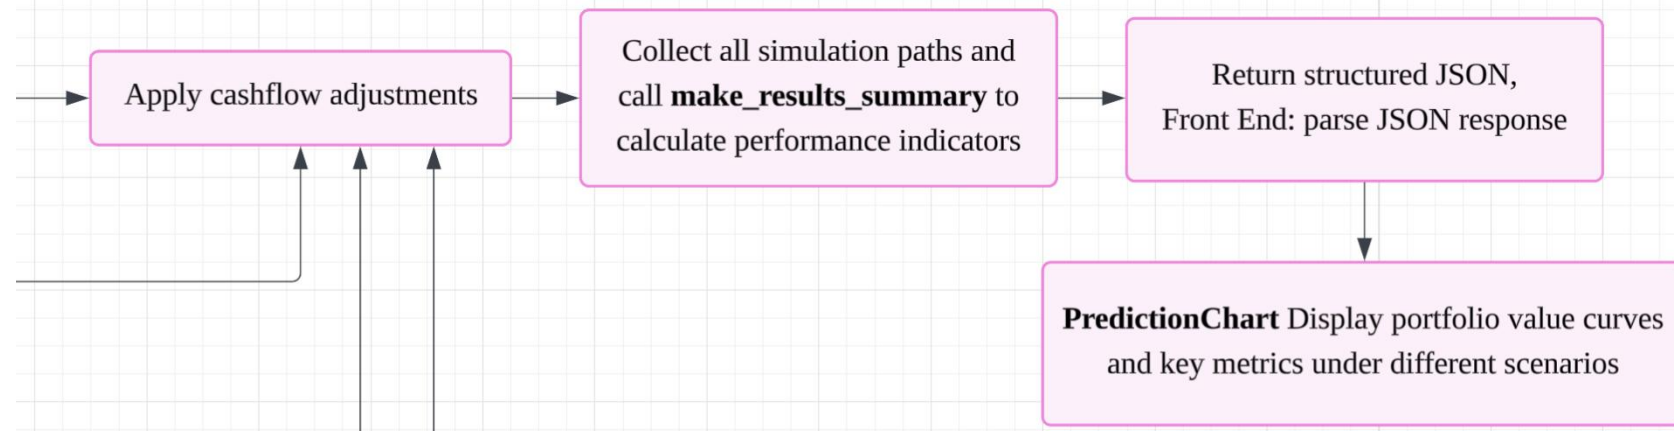 Apply cashflow adjustments
Collect all simulation paths and
call make_results_summary to
calculate performance indicators
Return structured JSON,
Front End: parse JSON response
PredictionChart Display portfolio value curves
and key metrics under different scenarios